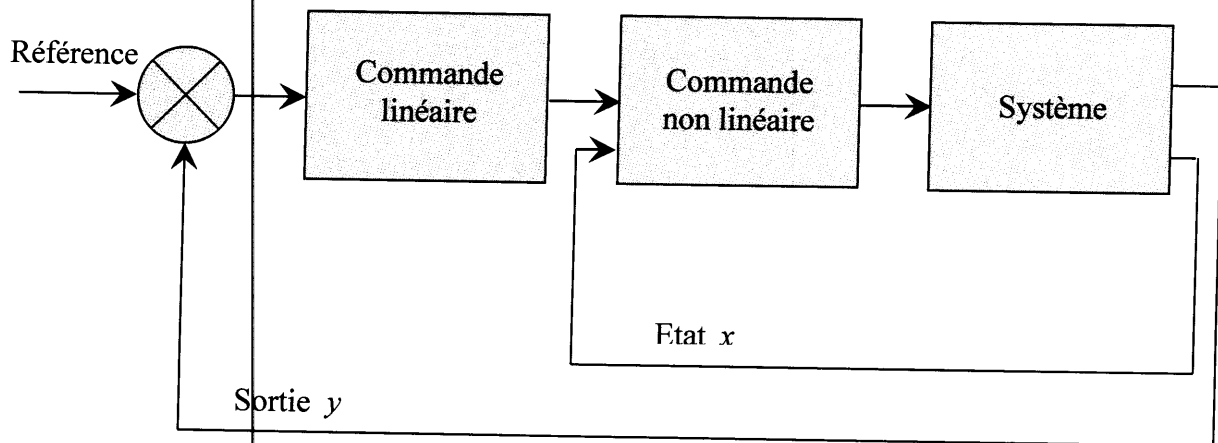 Référence
Commande
linéaire
Commande
non linéaire
Système
Etat x
Sortie y